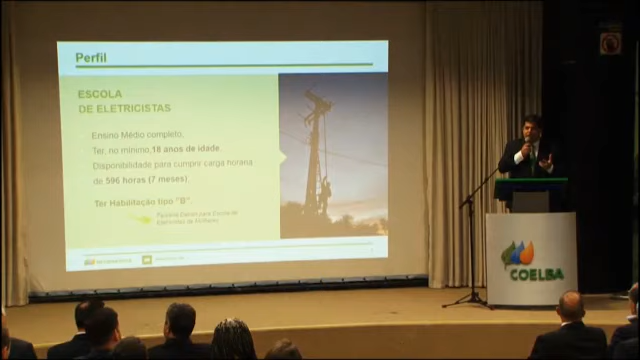 Perfil
ESCOLA
DE ELETRICISTAS
Ensino Médio completo,
Ter, no mínimo, 18 anos de idade,
Disponibilidade para cumprir carga horária
de 596 horas (7 meses),
Ter Habilitação tipo "B".
COELBA